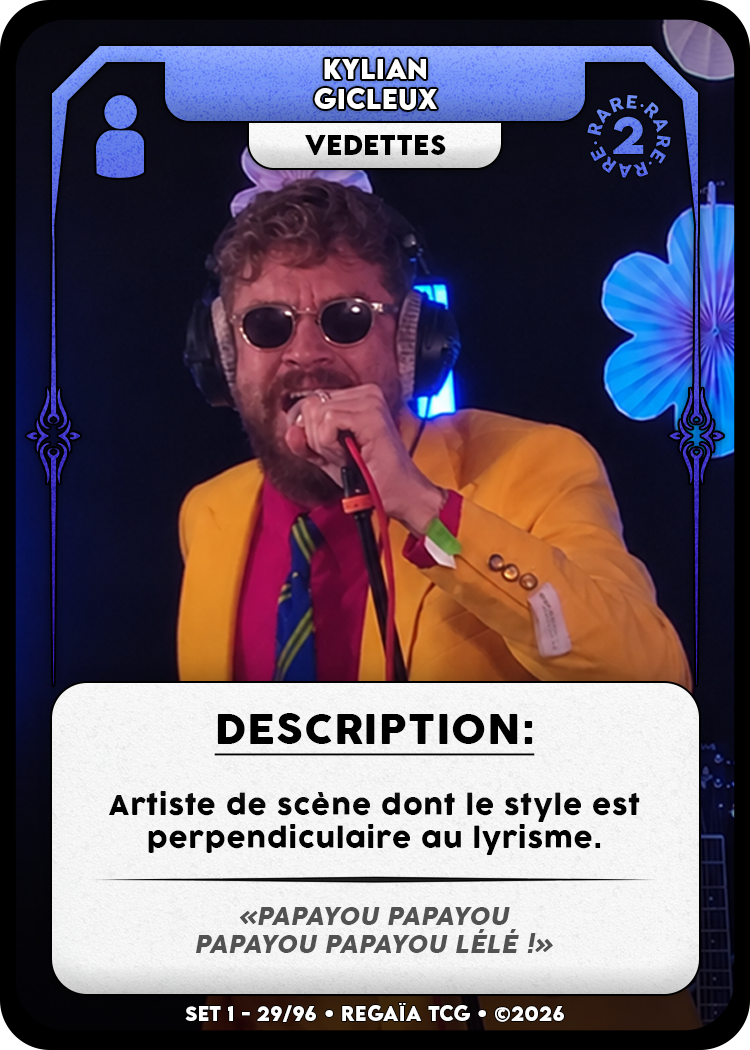 KYLIAN
GICLEUX
VEDETTES
RARE·RARE·RARE·RARE·
2
DESCRIPTION:
Artiste de scène dont le style est
perpendiculaire au lyrisme.
«PAPAYOU PAPAYOU
PAPAYOU PAPAYOU LÉLÉ !»
SET 1 - 29/96 • REGAÏA TCG • ©2026